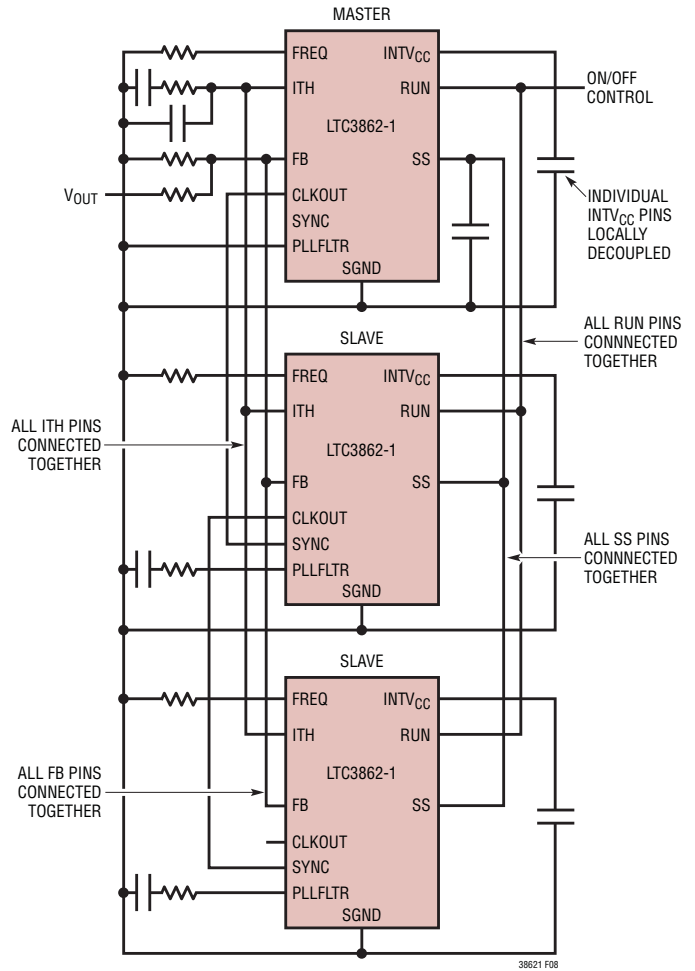 MASTER
FREQ
INTVCC
ITH
RUN
ON/OFF
CONTROL
LTC3862-1
FB
SS
VOUT
CLKOUT
SYNC
PLLFLTR
SGND
INDIVIDUAL
INTVCC PINS
LOCALLY
DECOUPLED
ALL RUN PINS
CONNNECTED
TOGETHER
SLAVE
FREQ
INTVCC
ITH
RUN
ALL ITH PINS
CONNECTED
TOGETHER
LTC3862-1
FB
SS
CLKOUT
SYNC
PLLFLTR
SGND
ALL SS PINS
CONNNECTED
TOGETHER
SLAVE
FREQ
INTVCC
ITH
RUN
ALL FB PINS
CONNECTED
TOGETHER
LTC3862-1
FB
SS
CLKOUT
SYNC
PLLFLTR
SGND
38621 F08